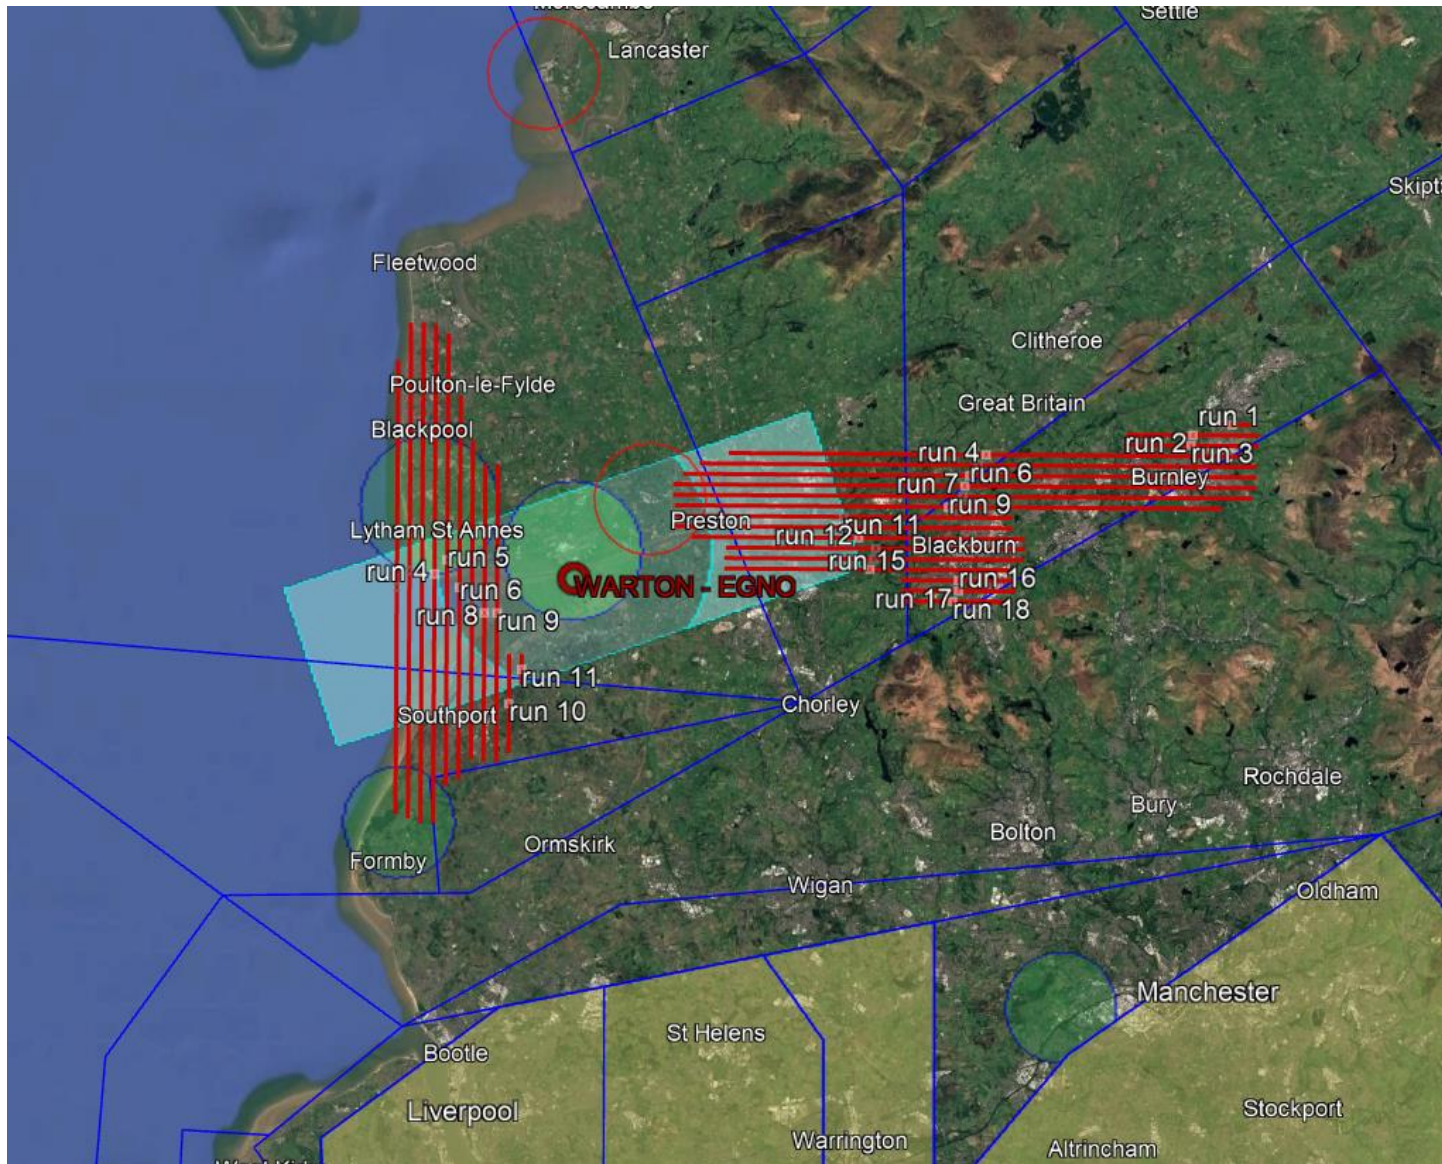 Morecambe
Settle
Lancaster
Skipt
Fleetwood
Clitheroe
Poulton-le-Fylde
Great Britain
Blackpool
run 1
run 2
run 3
run 4
run 6
Burnley
run 7
run 9
Preston
Lytham St Annes
run 11
run 12
Blackburn
run 5
run 4
run 15
run 6
WARTON - EGNO
run 16
run 8
run 9
run 17
run 18
run 11
Chorley
Southport
run 10
Rochdale
Bury
Bolton
Ormskirk
Formby
Wigan
Oldham
Manchester
St Helens
Bootle
Liverpool
Stockport
Warrington
Altrincham